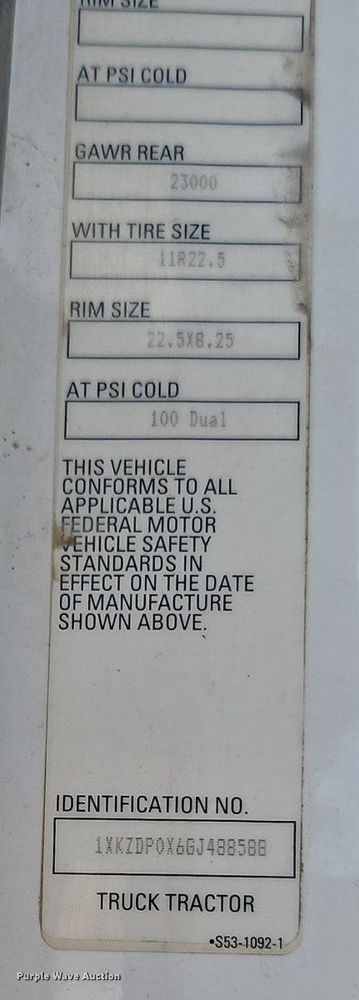 RIM SIZE
AT PSI COLD
GAWR REAR
23000
WITH TIRE SIZE
11R22.5
RIM SIZE
22.5X8.25
AT PSI COLD
100 Dual
THIS VEHICLE
CONFORMS TO ALL
APPLICABLE U.S.
FEDERAL MOTOR
VEHICLE SAFETY
STANDARDS IN
EFFECT ON THE DATE
OF MANUFACTURE
SHOWN ABOVE.
IDENTIFICATION NO.
1XKZDP0X6GJ488588
TRUCK TRACTOR
•S53-1092-1
Purple Wave Auction